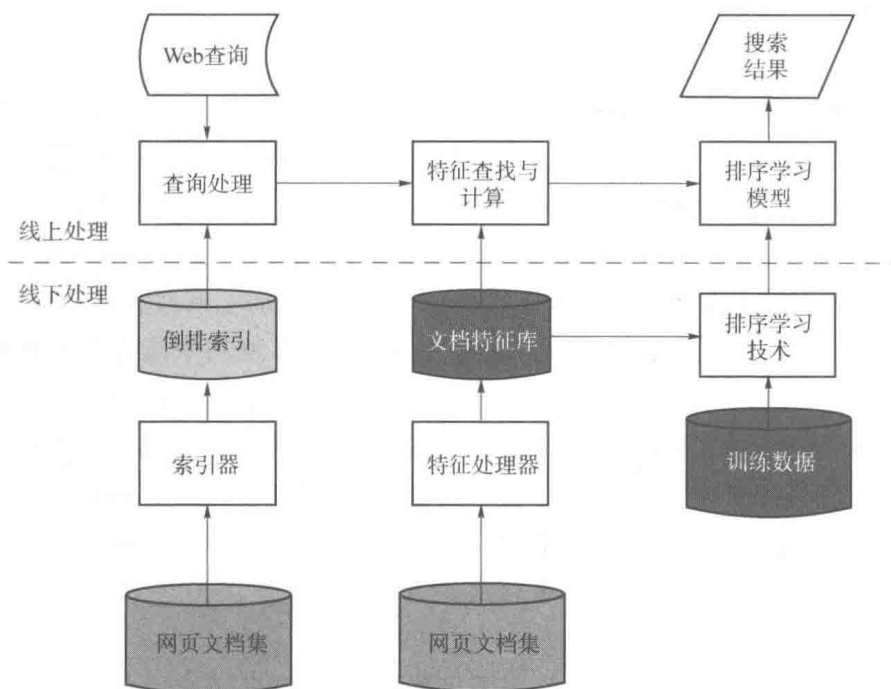 Web查询
搜索
结果
查询处理
特征查找与
计算
排序学习
模型
线上处理
线下处理
倒排索引
文档特征库
排序学习
技术
索引器
特征处理器
训练数据
网页文档集
网页文档集